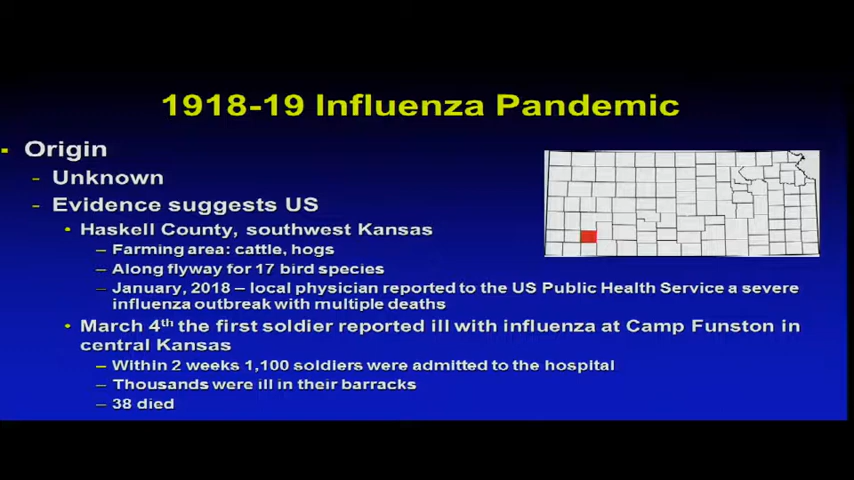 1918-19 Influenza Pandemic
- Origin
- Unknown
- Evidence suggests US
• Haskell County, southwest Kansas
– Farming area: cattle, hogs
– Along flyway for 17 bird species
– January, 2018 – local physician reported to the US Public Health Service a severe
influenza outbreak with multiple deaths
• March 4th the first soldier reported ill with influenza at Camp Funston in
central Kansas
– Within 2 weeks 1,100 soldiers were admitted to the hospital
– Thousands were ill in their barracks
– 38 died